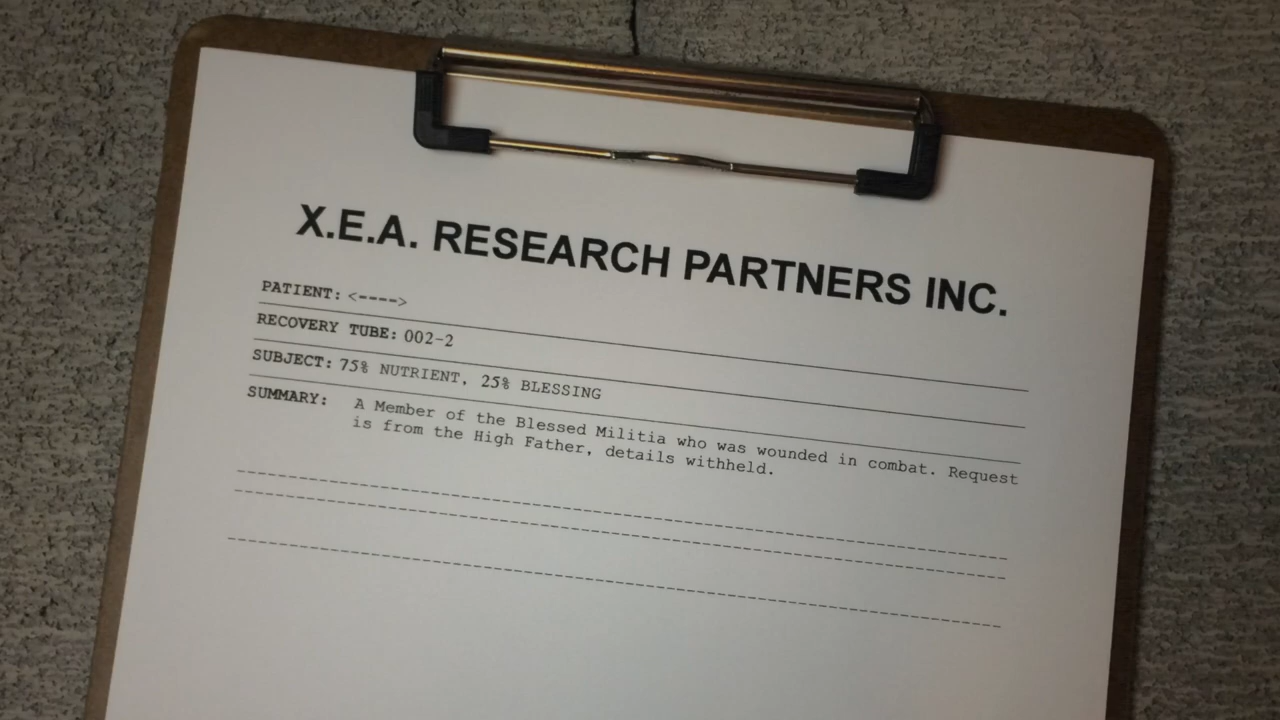 X.E.A. RESEARCH PARTNERS INC.
PATIENT: <---->
RECOVERY TUBE: 002-2
SUBJECT: 75% NUTRIENT, 25% BLESSING
SUMMARY: A Member of the Blessed Militia who was wounded in combat. Request
is from the High Father, details withheld.